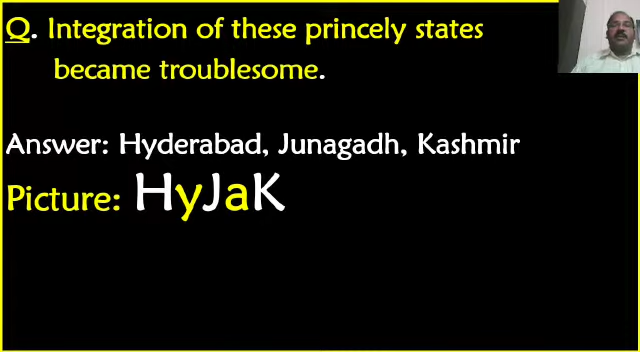 Q. Integration of these princely states
became troublesome.
Answer: Hyderabad, Junagadh, Kashmir
Picture: HyJaK